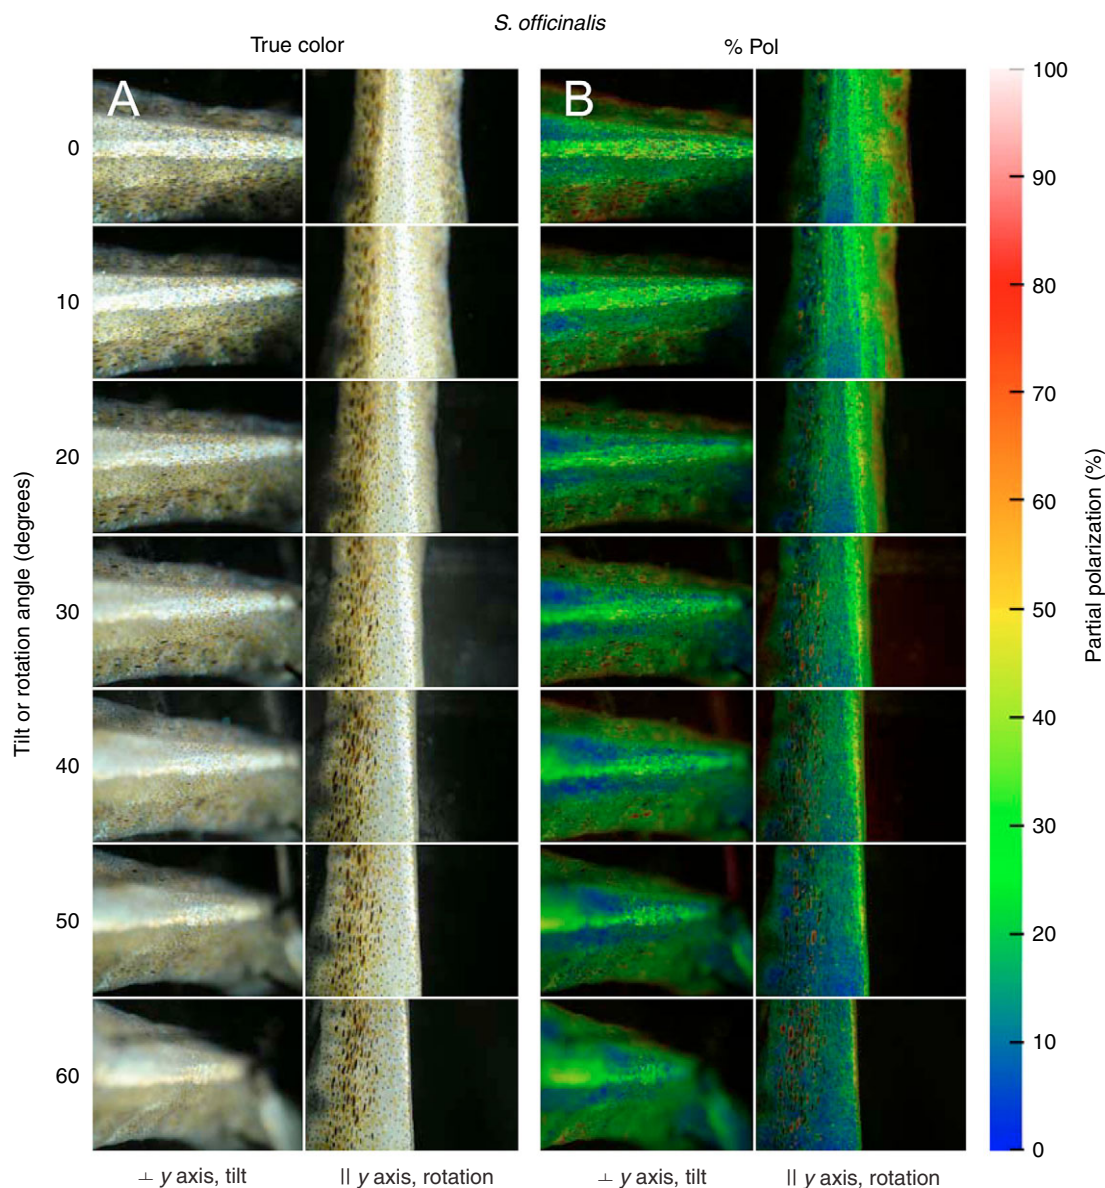 S. officinalis
True color
% Pol
A
B
Tilt or rotation angle (degrees)
0
10
20
30
40
50
60
100
90
80
70
60
50
40
30
20
10
0
Partial polarization (%)
⊥ y axis, tilt
|| y axis, rotation
⊥ y axis, tilt
|| y axis, rotation